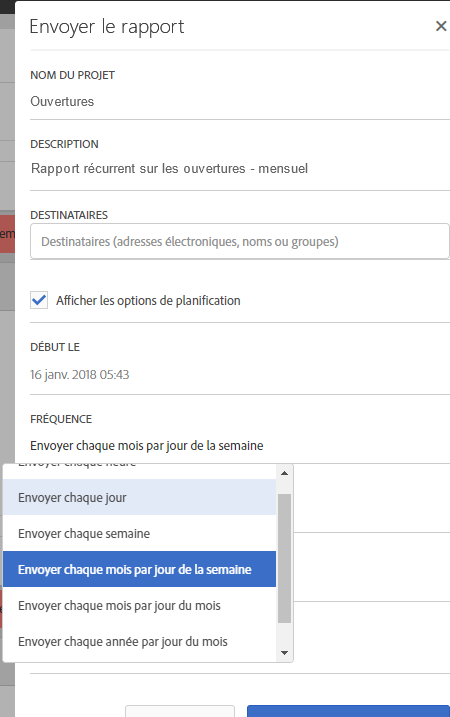 Envoyer le rapport
NOM DU PROJET
Ouvertures
DESCRIPTION
Rapport récurrent sur les ouvertures - mensuel
DESTINATAIRES
Destinataires (adresses électroniques, noms ou groupes)
Afficher les options de planification
DÉBUT LE
16 janv. 2018 05:43
FRÉQUENCE
Envoyer chaque mois par jour de la semaine
Envoyer chaque heure
Envoyer chaque jour
Envoyer chaque semaine
Envoyer chaque mois par jour de la semaine
Envoyer chaque mois par jour du mois
Envoyer chaque année par jour du mois